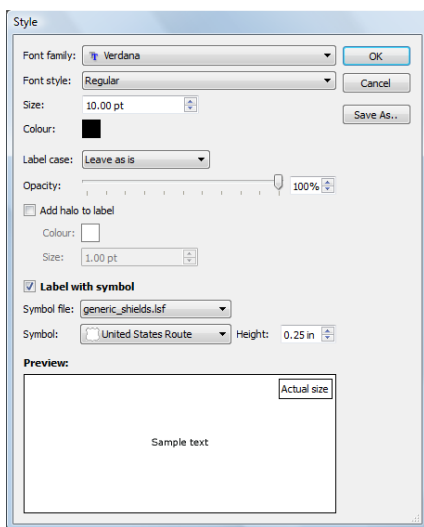 Style
Font family: Verdana OK
Font style: Regular Cancel
Size: 10.00 pt Save As..
Colour:
Label case: Leave as is
Opacity: 100%
Add halo to label
Colour:
Size: 1.00 pt
Label with symbol
Symbol file: generic_shields.lsf
Symbol: United States Route Height: 0.25 in
Preview:
Actual size
Sample text